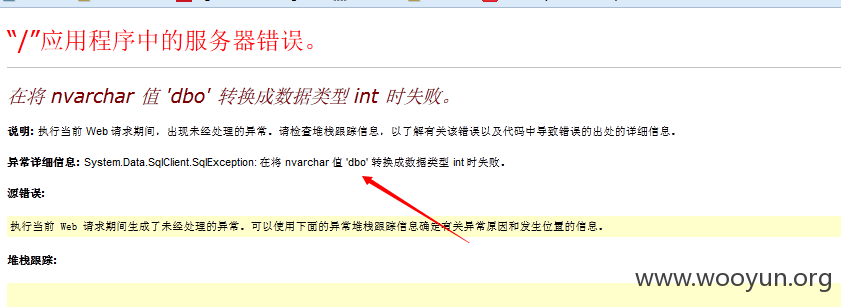 “/”应用程序中的服务器错误。
在将 nvarchar 值 'dbo' 转换成数据类型 int 时失败。
说明: 执行当前 Web 请求期间，出现未经处理的异常。请检查堆栈跟踪信息，以了解有关该错误以及代码中导致错误的出处的详细信息。
异常详细信息: System.Data.SqlClient.SqlException: 在将 nvarchar 值 'dbo' 转换成数据类型 int 时失败。
源错误:
执行当前 Web 请求期间生成了未经处理的异常。可以使用下面的异常堆栈跟踪信息确定有关异常原因和发生位置的信息。
堆栈跟踪:
www.wooyun.org